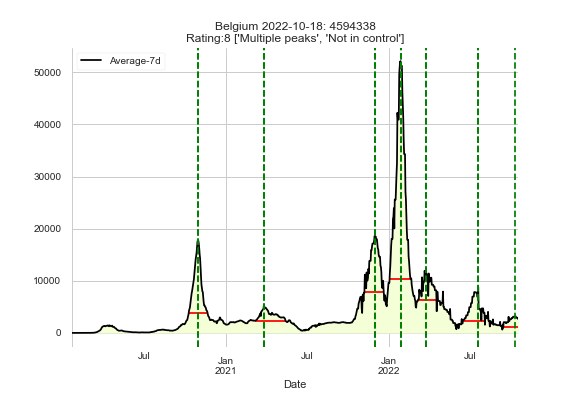 Belgium 2022-10-18: 4594338
Rating:8 ['Multiple peaks', 'Not in control']
Average-7d
50000
40000
30000
20000
10000
0
Jul
Jan
2021
Jul
Jan
2022
Jul
Date